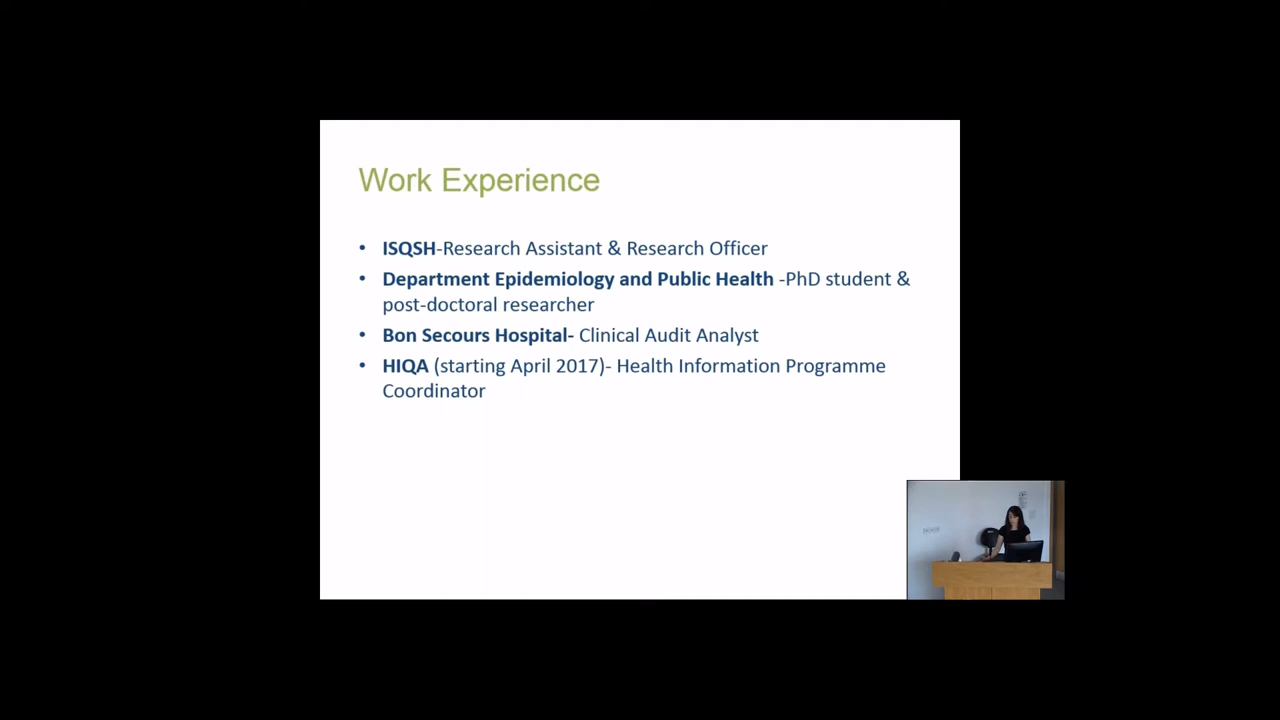 Work Experience
• ISQSH-Research Assistant & Research Officer
• Department Epidemiology and Public Health -PhD student &
post-doctoral researcher
• Bon Secours Hospital- Clinical Audit Analyst
• HIQA (starting April 2017)- Health Information Programme
Coordinator